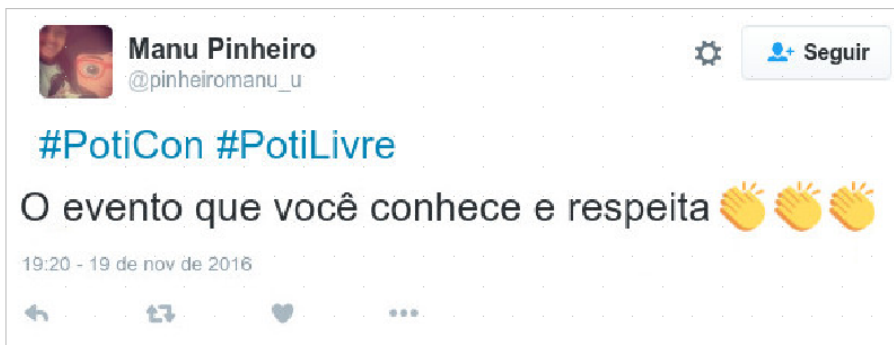 Manu Pinheiro
Seguir
@pinheiromanu_u
#PotiCon #PotiLivre
O evento que você conhece e respeita 👏👏👏
19:20 - 19 de nov de 2016